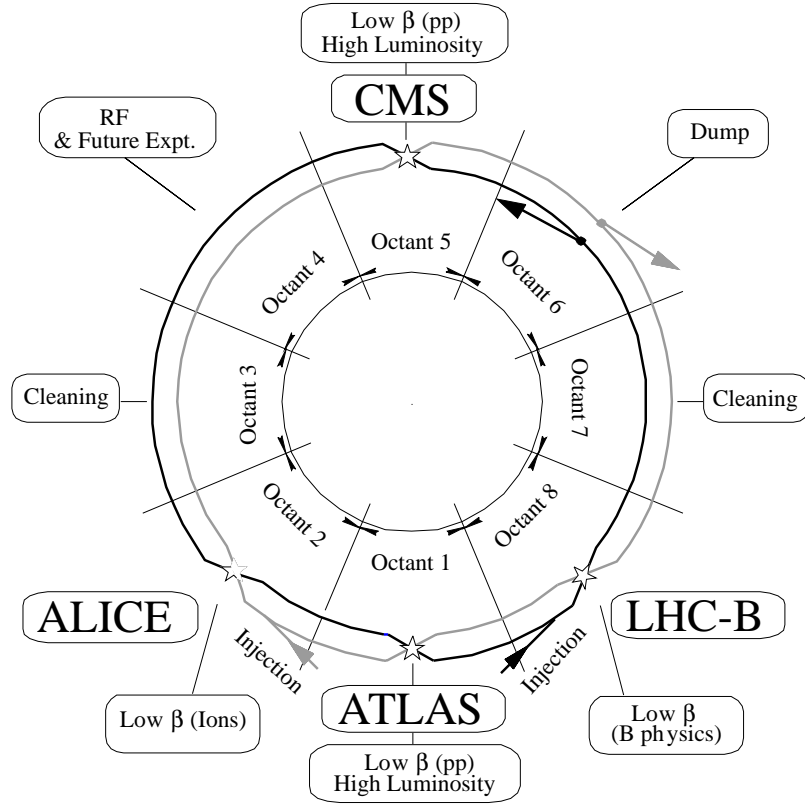 Low β (pp)
High Luminosity
CMS
RF
& Future Expt.
Dump
Octant 5
Octant 4
Octant 6
Cleaning
Octant 3
Octant 7
Cleaning
Octant 2
Octant 8
Octant 1
ALICE
LHC-B
Injection
Injection
Low β (Ions)
ATLAS
Low β
(B physics)
Low β (pp)
High Luminosity